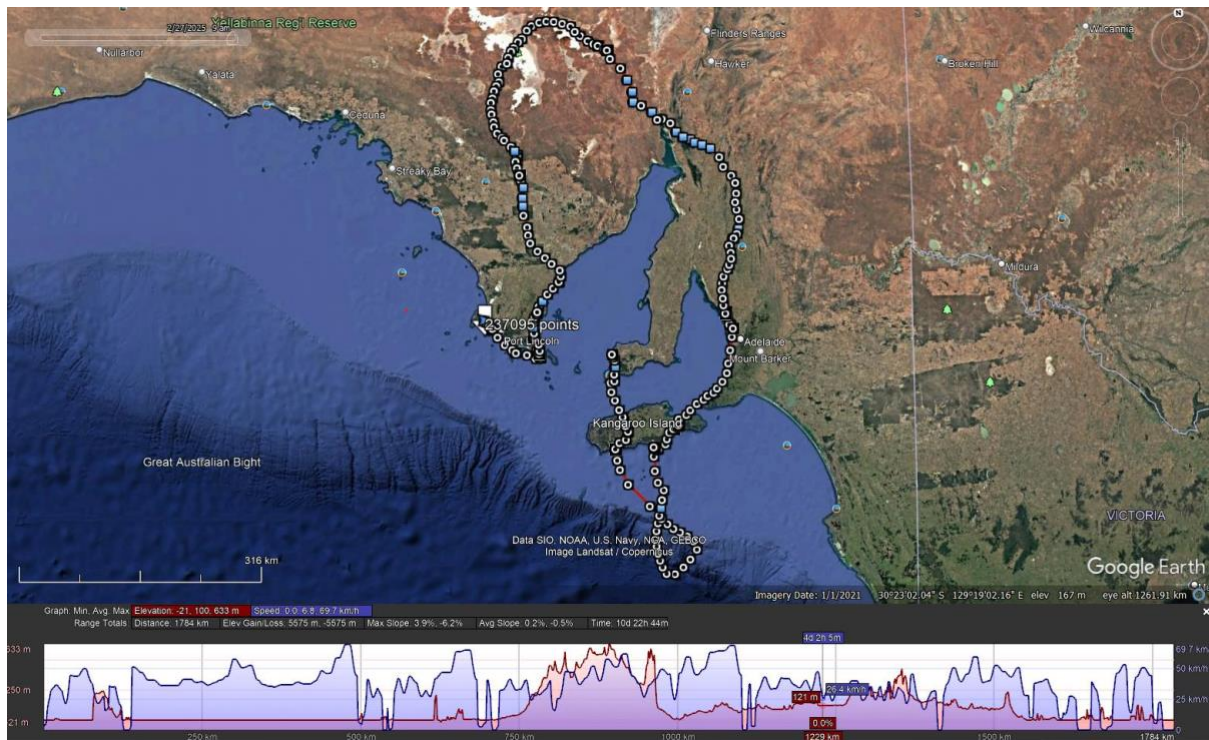 Yellabinna Reg'l Reserve
2/27/2025 9 am
Nullarbor
Yalata
Ceduna
Streaky Bay
Flinders Ranges
Hawker
Wilcannia
Broken Hill
N
Mildura
237095 points
Port Lincoln
Adelaide
Mount Barker
Kangaroo Island
Great Australian Bight
VICTORIA
Data SIO, NOAA, U.S. Navy, NGA, GEBCO
Image Landsat / Copernicus
316 km
Google Earth
Imagery Date: 1/1/2021 30°23'02.04" S 129°19'02.16" E elev 167 m eye alt 1261.91 km
Graph: Min, Avg, Max Elevation: -21, 100, 633 m Speed: 0.0, 6.8, 69.7 km/h
Range Totals Distance: 1784 km Elev Gain/Loss: 5575 m, -5575 m Max Slope: 3.9%, -6.2% Avg Slope: 0.2%, -0.5% Time: 10d 22h 44m
4d 2h 5m
633 m
69.7 km/
50 km/h
250 m
121 m
26.4 km/h
25 km/h
-21 m
0.0%
0
250 km 500 km 750 km 1000 km 1229 km 1500 km 1784 km